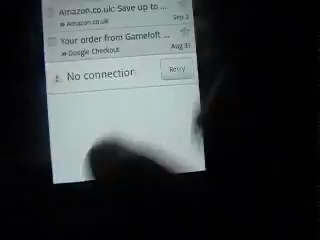 Amazon.co.uk: Save up to ...
» Amazon.co.uk
Sep 2
Your order from Gameloft ...
» Google Checkout
Aug 31
No connection
Retry